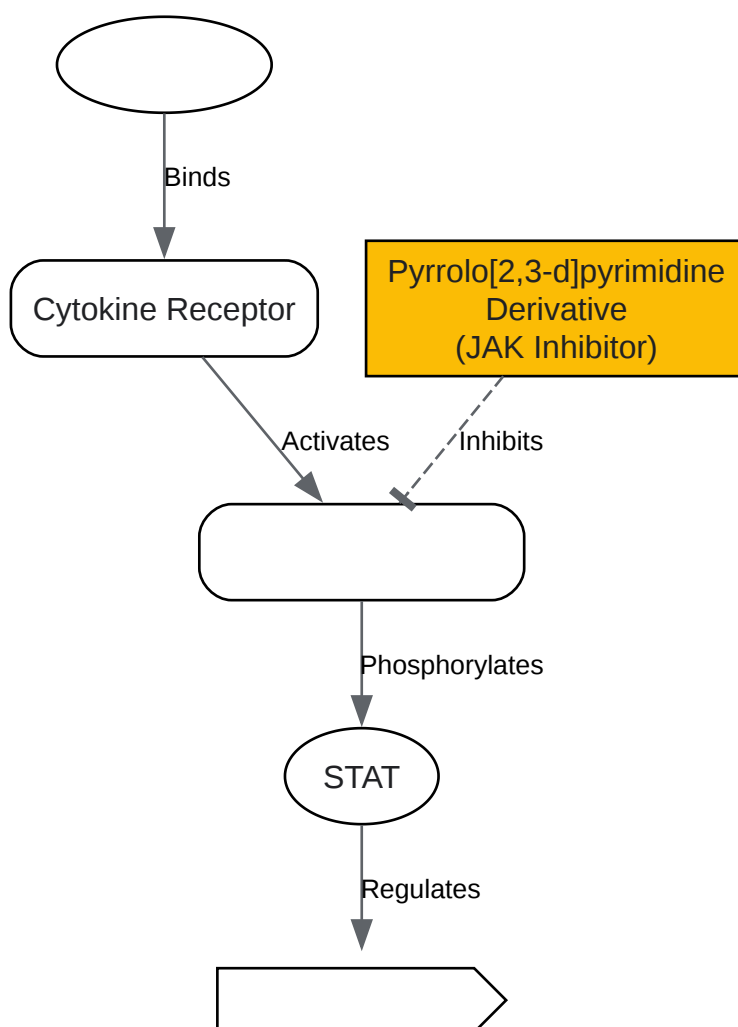 Binds
Cytokine Receptor
Pyrrolo[2,3-d]pyrimidine
Derivative
(JAK Inhibitor)
Activates
Inhibits
Phosphorylates
STAT
Regulates